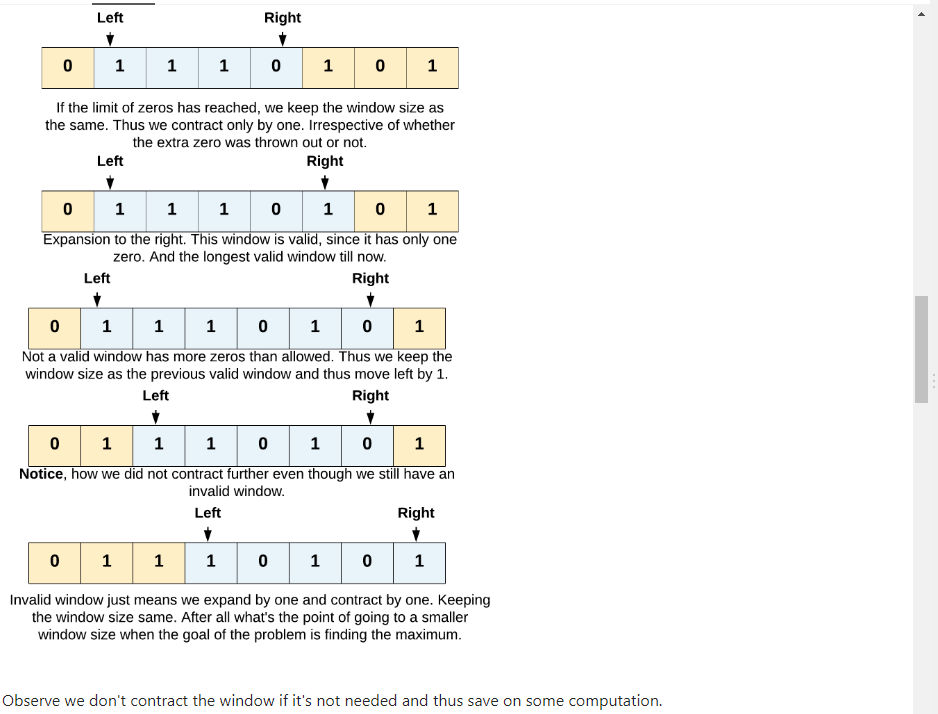 Left Right
0 1 1 1 0 1 0 1
If the limit of zeros has reached, we keep the window size as
the same. Thus we contract only by one. Irrespective of whether
the extra zero was thrown out or not.
Left Right
0 1 1 1 0 1 0 1
Expansion to the right. This window is valid, since it has only one
zero. And the longest valid window till now.
Left Right
0 1 1 1 0 1 0 1
Not a valid window has more zeros than allowed. Thus we keep the
window size as the previous valid window and thus move left by 1.
Left Right
0 1 1 1 0 1 0 1
Notice, how we did not contract further even though we still have an
invalid window.
Left Right
0 1 1 1 0 1 0 1
Invalid window just means we expand by one and contract by one. Keeping
the window size same. After all what's the point of going to a smaller
window size when the goal of the problem is finding the maximum.
Observe we don't contract the window if it's not needed and thus save on some computation.